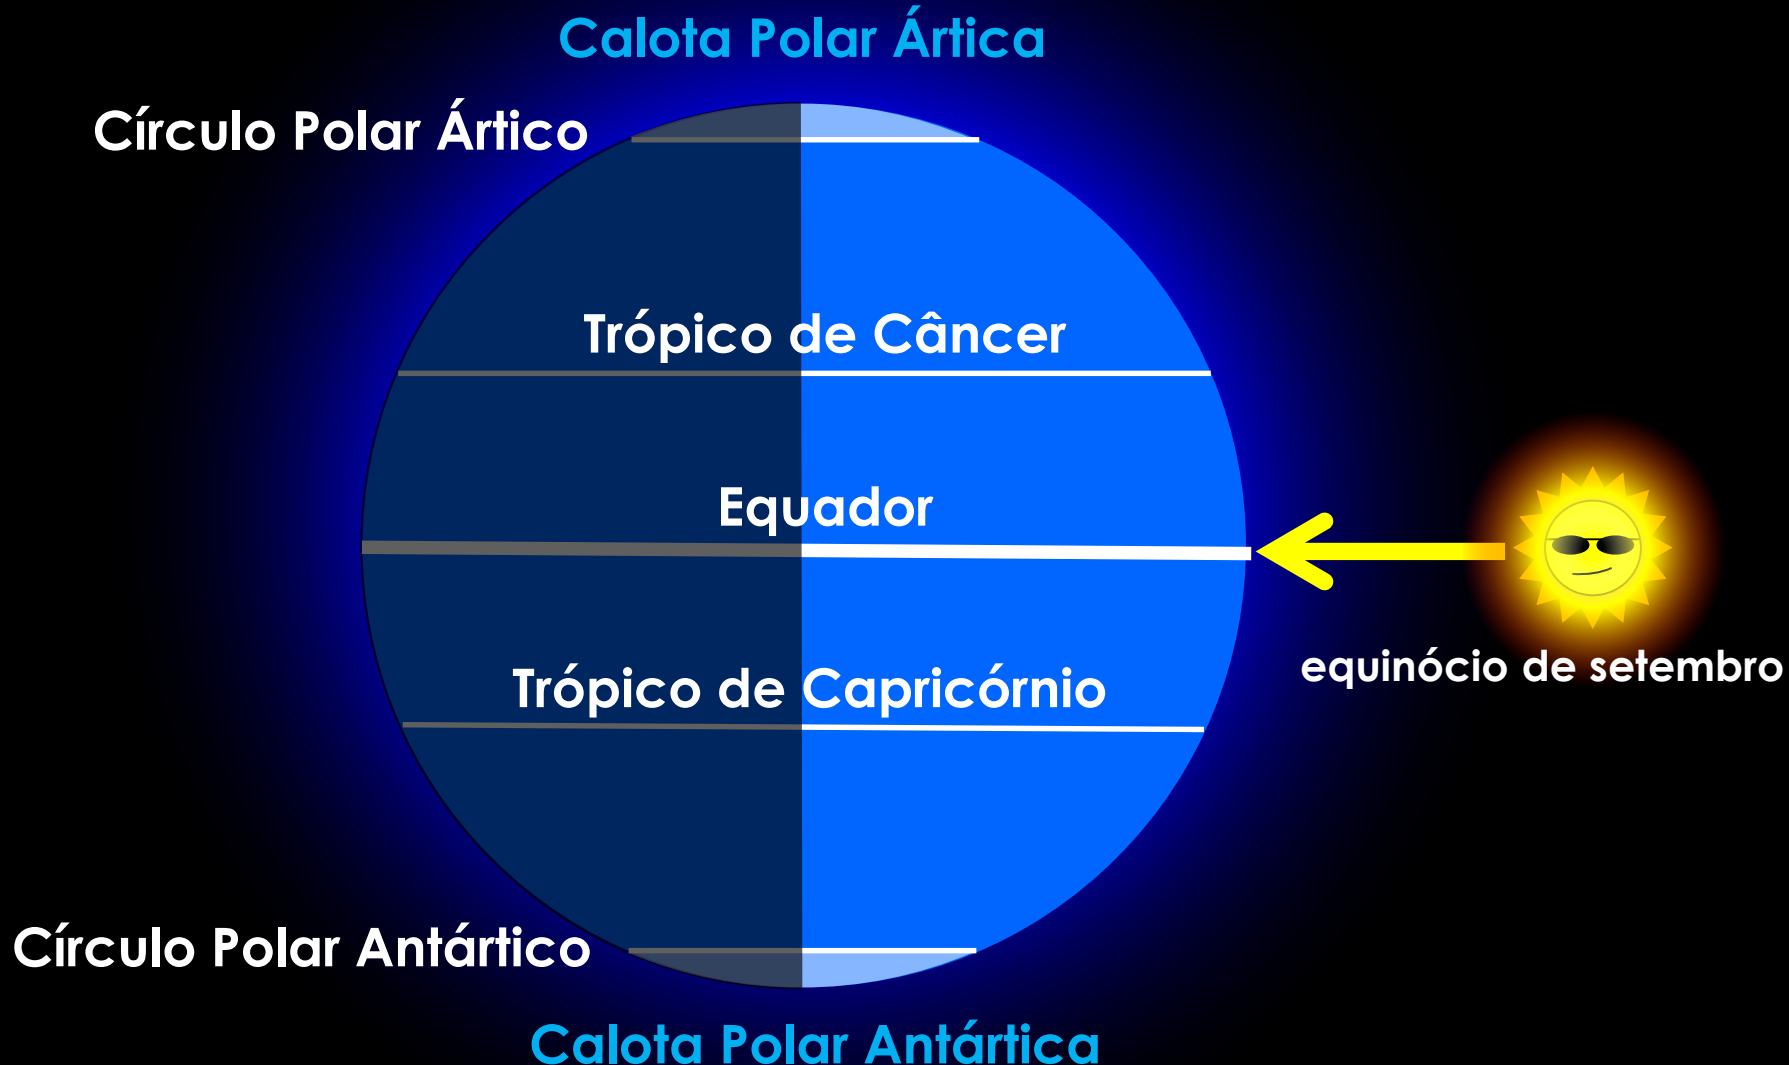 Calota Polar Ártica
Círculo Polar Ártico
Trópico de Câncer
Equador
equinócio de setembro
Trópico de Capricórnio
Círculo Polar Antártico
Calota Polar Antártica